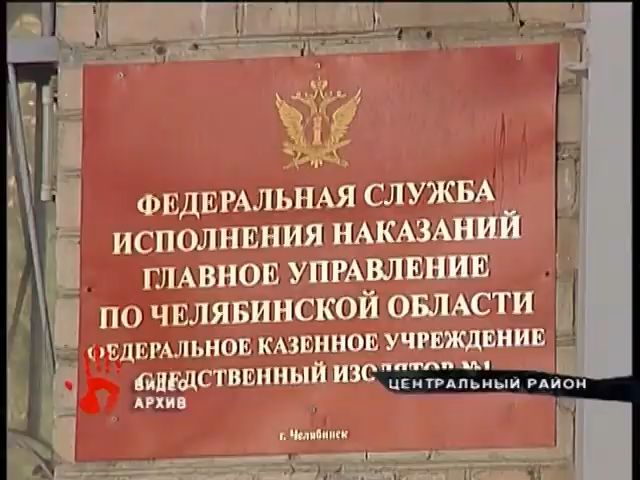 ФЕДЕРАЛЬНАЯ СЛУЖБА
ИСПОЛНЕНИЯ НАКАЗАНИЙ
ГЛАВНОЕ УПРАВЛЕНИЕ
ПО ЧЕЛЯБИНСКОЙ ОБЛАСТИ
ФЕДЕРАЛЬНОЕ КАЗЕННОЕ УЧРЕЖДЕНИЕ
СЛЕДСТВЕННЫЙ ИЗОЛЯТОР №1
ЦЕНТРАЛЬНЫЙ РАЙОН
ВИДЕО
АРХИВ
г. Челябинск